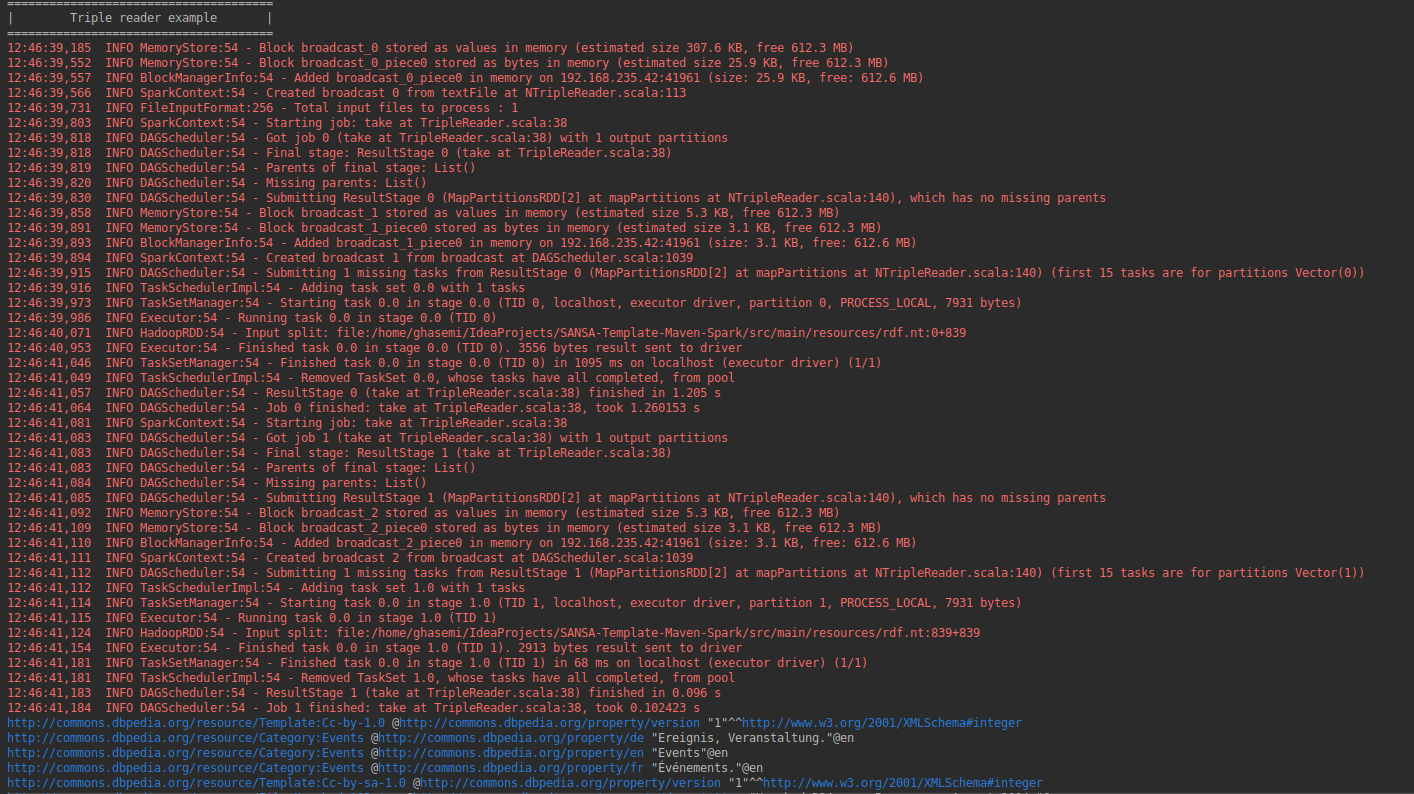 ======================================
|        Triple reader example       |
======================================
12:46:39,185  INFO MemoryStore:54 - Block broadcast_0 stored as values in memory (estimated size 307.6 KB, free 612.3 MB)
12:46:39,552  INFO MemoryStore:54 - Block broadcast_0_piece0 stored as bytes in memory (estimated size 25.9 KB, free 612.3 MB)
12:46:39,557  INFO BlockManagerInfo:54 - Added broadcast_0_piece0 in memory on 192.168.235.42:41961 (size: 25.9 KB, free: 612.6 MB)
12:46:39,566  INFO SparkContext:54 - Created broadcast 0 from textFile at NTripleReader.scala:113
12:46:39,731  INFO FileInputFormat:256 - Total input files to process : 1
12:46:39,803  INFO SparkContext:54 - Starting job: take at TripleReader.scala:38
12:46:39,818  INFO DAGScheduler:54 - Got job 0 (take at TripleReader.scala:38) with 1 output partitions
12:46:39,818  INFO DAGScheduler:54 - Final stage: ResultStage 0 (take at TripleReader.scala:38)
12:46:39,819  INFO DAGScheduler:54 - Parents of final stage: List()
12:46:39,820  INFO DAGScheduler:54 - Missing parents: List()
12:46:39,830  INFO DAGScheduler:54 - Submitting ResultStage 0 (MapPartitionsRDD[2] at mapPartitions at NTripleReader.scala:140), which has no missing parents
12:46:39,858  INFO MemoryStore:54 - Block broadcast_1 stored as values in memory (estimated size 5.3 KB, free 612.3 MB)
12:46:39,891  INFO MemoryStore:54 - Block broadcast_1_piece0 stored as bytes in memory (estimated size 3.1 KB, free 612.3 MB)
12:46:39,893  INFO BlockManagerInfo:54 - Added broadcast_1_piece0 in memory on 192.168.235.42:41961 (size: 3.1 KB, free: 612.6 MB)
12:46:39,894  INFO SparkContext:54 - Created broadcast 1 from broadcast at DAGScheduler.scala:1039
12:46:39,915  INFO DAGScheduler:54 - Submitting 1 missing tasks from ResultStage 0 (MapPartitionsRDD[2] at mapPartitions at NTripleReader.scala:140) (first 15 tasks are for partitions Vector(0))
12:46:39,916  INFO TaskSchedulerImpl:54 - Adding task set 0.0 with 1 tasks
12:46:39,973  INFO TaskSetManager:54 - Starting task 0.0 in stage 0.0 (TID 0, localhost, executor driver, partition 0, PROCESS_LOCAL, 7931 bytes)
12:46:39,986  INFO Executor:54 - Running task 0.0 in stage 0.0 (TID 0)
12:46:40,071  INFO HadoopRDD:54 - Input split: file:/home/ghasemi/IdeaProjects/SANSA-Template-Maven-Spark/src/main/resources/rdf.nt:0+839
12:46:40,953  INFO Executor:54 - Finished task 0.0 in stage 0.0 (TID 0). 3556 bytes result sent to driver
12:46:41,046  INFO TaskSetManager:54 - Finished task 0.0 in stage 0.0 (TID 0) in 1095 ms on localhost (executor driver) (1/1)
12:46:41,049  INFO TaskSchedulerImpl:54 - Removed TaskSet 0.0, whose tasks have all completed, from pool
12:46:41,057  INFO DAGScheduler:54 - ResultStage 0 (take at TripleReader.scala:38) finished in 1.205 s
12:46:41,064  INFO DAGScheduler:54 - Job 0 finished: take at TripleReader.scala:38, took 1.260153 s
12:46:41,081  INFO SparkContext:54 - Starting job: take at TripleReader.scala:38
12:46:41,083  INFO DAGScheduler:54 - Got job 1 (take at TripleReader.scala:38) with 1 output partitions
12:46:41,083  INFO DAGScheduler:54 - Final stage: ResultStage 1 (take at TripleReader.scala:38)
12:46:41,083  INFO DAGScheduler:54 - Parents of final stage: List()
12:46:41,084  INFO DAGScheduler:54 - Missing parents: List()
12:46:41,085  INFO DAGScheduler:54 - Submitting ResultStage 1 (MapPartitionsRDD[2] at mapPartitions at NTripleReader.scala:140), which has no missing parents
12:46:41,092  INFO MemoryStore:54 - Block broadcast_2 stored as values in memory (estimated size 5.3 KB, free 612.3 MB)
12:46:41,109  INFO MemoryStore:54 - Block broadcast_2_piece0 stored as bytes in memory (estimated size 3.1 KB, free 612.3 MB)
12:46:41,110  INFO BlockManagerInfo:54 - Added broadcast_2_piece0 in memory on 192.168.235.42:41961 (size: 3.1 KB, free: 612.6 MB)
12:46:41,111  INFO SparkContext:54 - Created broadcast 2 from broadcast at DAGScheduler.scala:1039
12:46:41,112  INFO DAGScheduler:54 - Submitting 1 missing tasks from ResultStage 1 (MapPartitionsRDD[2] at mapPartitions at NTripleReader.scala:140) (first 15 tasks are for partitions Vector(1))
12:46:41,112  INFO TaskSchedulerImpl:54 - Adding task set 1.0 with 1 tasks
12:46:41,114  INFO TaskSetManager:54 - Starting task 0.0 in stage 1.0 (TID 1, localhost, executor driver, partition 1, PROCESS_LOCAL, 7931 bytes)
12:46:41,115  INFO Executor:54 - Running task 0.0 in stage 1.0 (TID 1)
12:46:41,124  INFO HadoopRDD:54 - Input split: file:/home/ghasemi/IdeaProjects/SANSA-Template-Maven-Spark/src/main/resources/rdf.nt:839+839
12:46:41,154  INFO Executor:54 - Finished task 0.0 in stage 1.0 (TID 1). 2913 bytes result sent to driver
12:46:41,181  INFO TaskSetManager:54 - Finished task 0.0 in stage 1.0 (TID 1) in 68 ms on localhost (executor driver) (1/1)
12:46:41,181  INFO TaskSchedulerImpl:54 - Removed TaskSet 1.0, whose tasks have all completed, from pool
12:46:41,183  INFO DAGScheduler:54 - ResultStage 1 (take at TripleReader.scala:38) finished in 0.096 s
12:46:41,184  INFO DAGScheduler:54 - Job 1 finished: take at TripleReader.scala:38, took 0.102423 s
http://commons.dbpedia.org/resource/Template:Cc-by-1.0 @http://commons.dbpedia.org/property/version "1"^^http://www.w3.org/2001/XMLSchema#integer
http://commons.dbpedia.org/resource/Category:Events @http://commons.dbpedia.org/property/de "Ereignis, Veranstaltung."@en
http://commons.dbpedia.org/resource/Category:Events @http://commons.dbpedia.org/property/en "Events"@en
http://commons.dbpedia.org/resource/Category:Events @http://commons.dbpedia.org/property/fr "Événements."@en
http://commons.dbpedia.org/resource/Template:Cc-by-sa-1.0 @http://commons.dbpedia.org/property/version "1"^^http://www.w3.org/2001/XMLSchema#integer